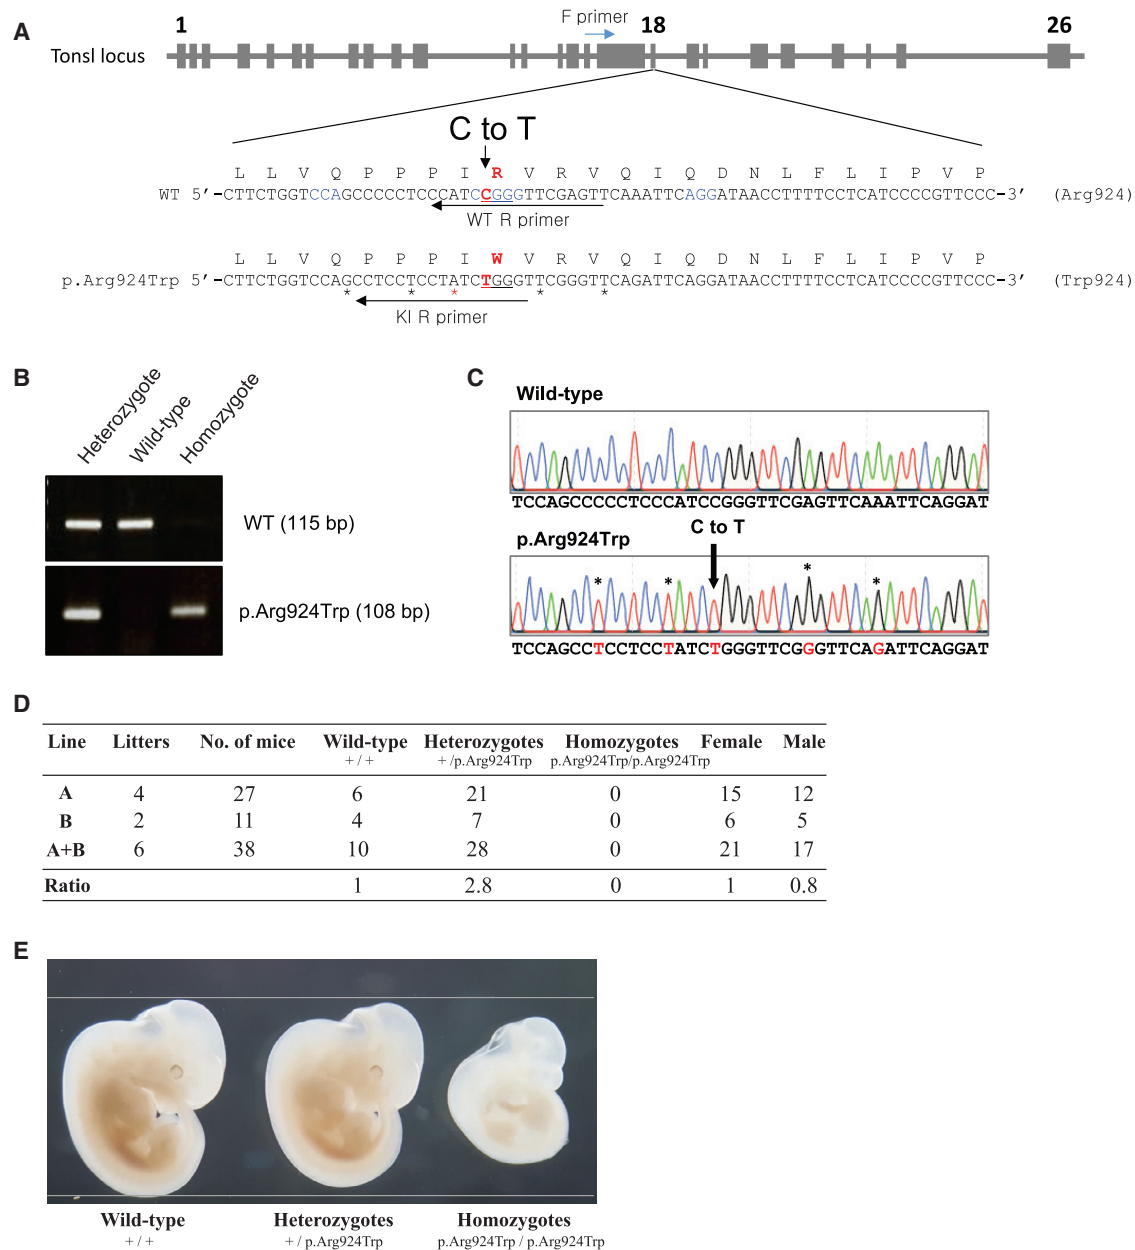 A
F primer
1
18
26
Tonsl locus
C to T
L L V Q P P P I R V R V Q I Q D N L F L I P V P
WT 5′-CTTCTGGTCCAGCCCCCTCCCATCCGGGTTCGAGTTCAAATTCAGGATAACCTTTTCCTCATCCCCGTTCCC-3′ (Arg924)
WT R primer
L L V Q P P P I W V R V Q I Q D N L F L I P V P
p.Arg924Trp 5′-CTTCTGGTCCAGCCTCCTCCTATCTGGGTTCGGGTTCAGATTCAGGATAACCTTTTCCTCATCCCCGTTCCC-3′ (Trp924)
* * * * *
KI R primer
B
Heterozygote
Wild-type
Homozygote
WT (115 bp)
p.Arg924Trp (108 bp)
C
Wild-type
TCCAGCCCCCTCCCATCCGGGTTCGAGTTCAAATTCAGGAT
C to T
p.Arg924Trp
* * * *
TCCAGCCTCCTCCTATCTGGGTTCGGGTTCAGATTCAGGAT
D
Line Litters No. of mice Wild-type Heterozygotes Homozygotes Female Male
+ / + + /p.Arg924Trp p.Arg924Trp/p.Arg924Trp
A 4 27 6 21 0 15 12
B 2 11 4 7 0 6 5
A+B 6 38 10 28 0 21 17
Ratio 1 2.8 0 1 0.8
E
Wild-type Heterozygotes Homozygotes
+ / + + / p.Arg924Trp p.Arg924Trp / p.Arg924Trp